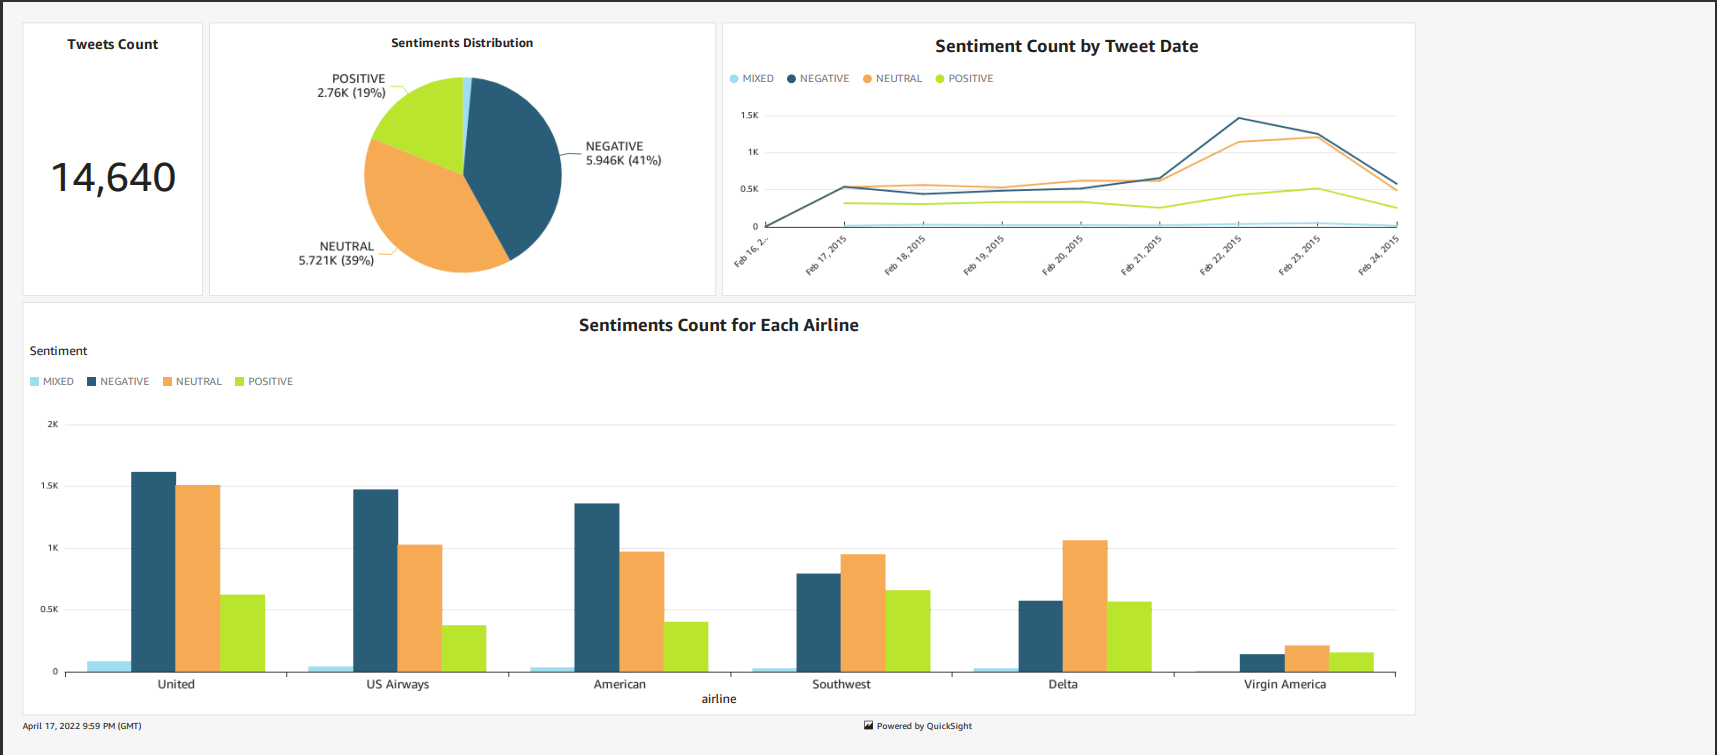 Tweets Count
14,640
Sentiments Distribution
POSITIVE
2.76K (19%)
NEGATIVE
5.946K (41%)
NEUTRAL
5.721K (39%)
Sentiment Count by Tweet Date
MIXED NEGATIVE NEUTRAL POSITIVE
1.5K
1K
0.5K
0
Feb 16, 2...
Feb 17, 2015
Feb 18, 2015
Feb 19, 2015
Feb 20, 2015
Feb 21, 2015
Feb 22, 2015
Feb 23, 2015
Feb 24, 2015
Sentiments Count for Each Airline
Sentiment
MIXED NEGATIVE NEUTRAL POSITIVE
2K
1.5K
1K
0.5K
0
United US Airways American Southwest Delta Virgin America
airline
April 17, 2022 9:59 PM (GMT)
Powered by QuickSight